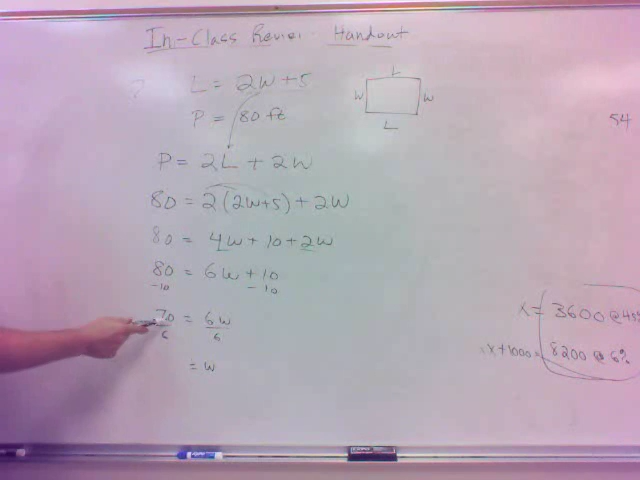 In-Class Review Handout
L = 2W+5
P = 80 ft
L
W
W
L
54
P = 2L + 2W
80 = 2(2W+5) + 2W
80 = 4W + 10 + 2W
80 = 6W + 10
-10 -10
70 = 6W
6 6
= W
X = 3600 @ 4
X + 1000 = 8200 @ 6%